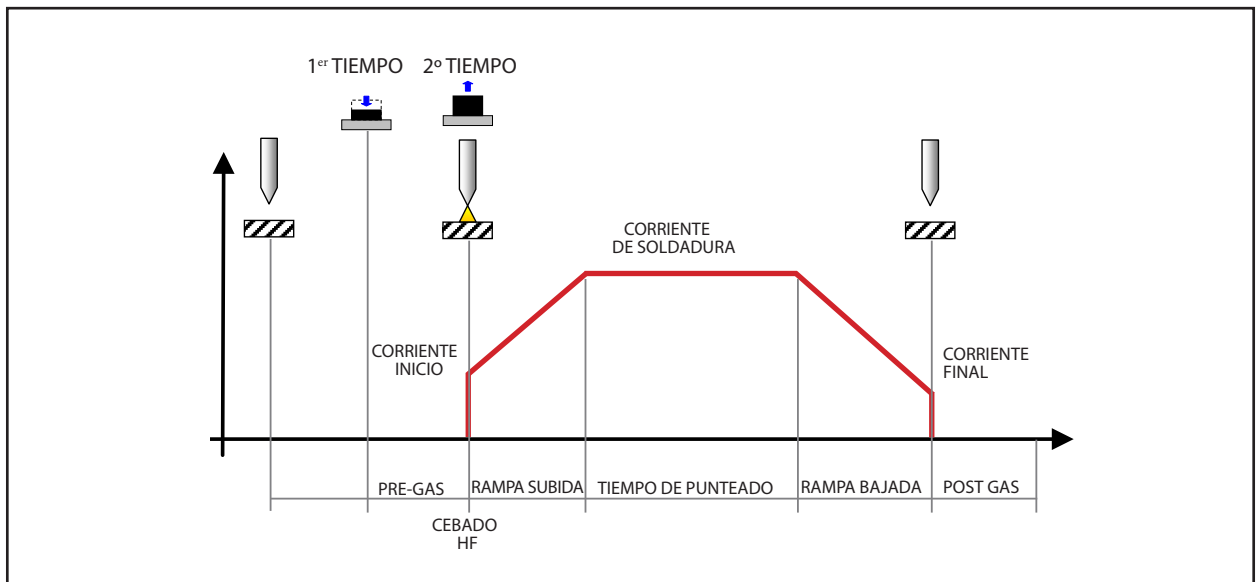 1er TIEMPO
2º TIEMPO
CORRIENTE
DE SOLDADURA
CORRIENTE
INICIO
CORRIENTE
FINAL
PRE-GAS
RAMPA SUBIDA
TIEMPO DE PUNTEADO
RAMPA BAJADA
POST GAS
CEBADO
HF